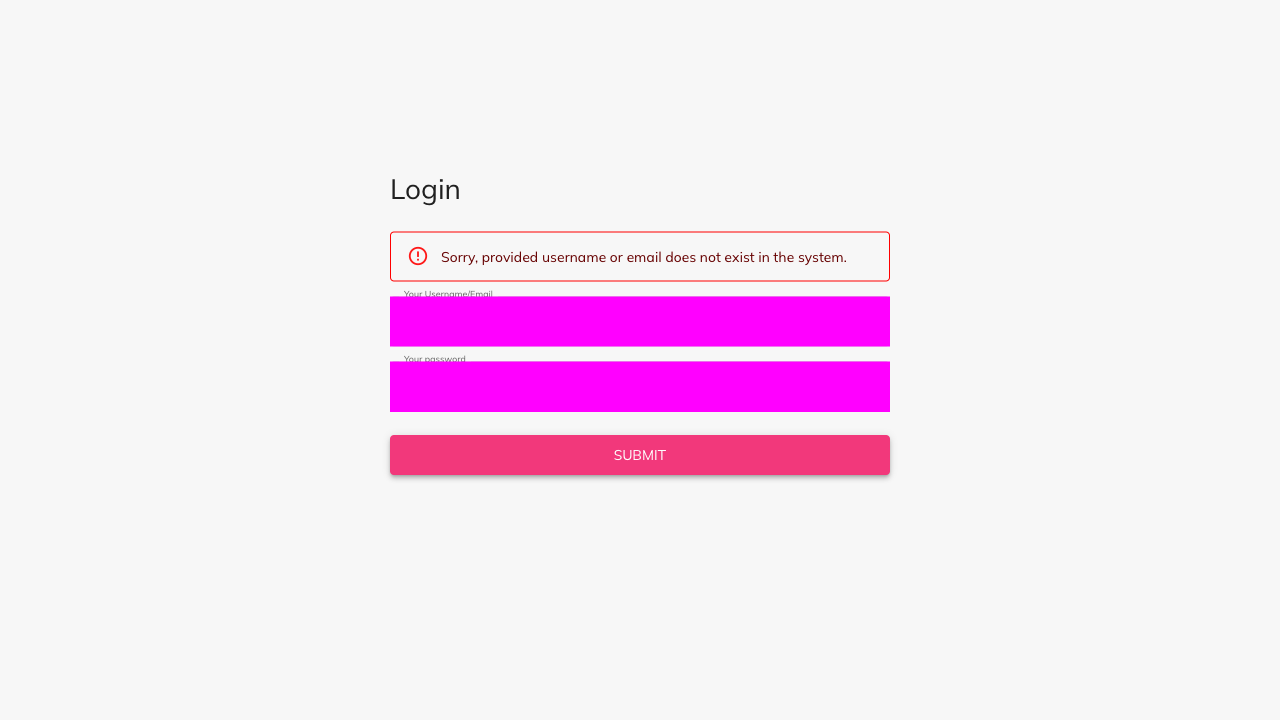 Login
Sorry, provided username or email does not exist in the system.
Your Username/Email
Your password
SUBMIT